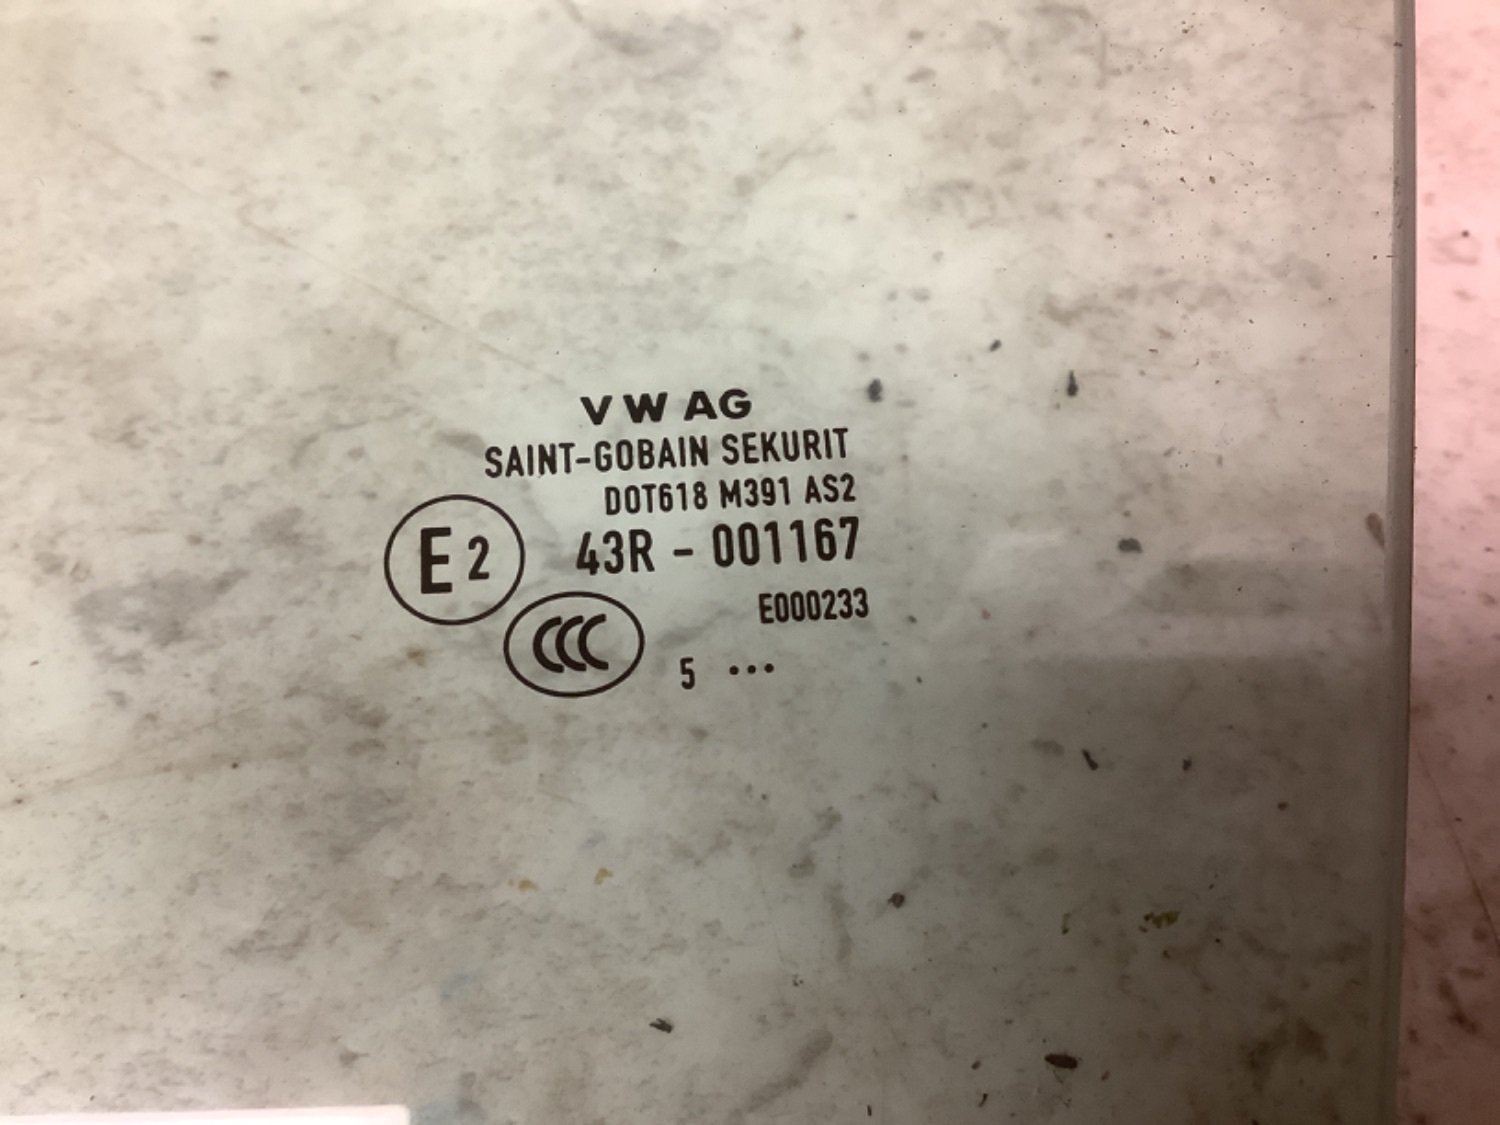 VW AG
SAINT-GOBAIN SEKURIT
DOT618 M391 AS2
E2 43R - 001167
E000233
CCC 5 ...